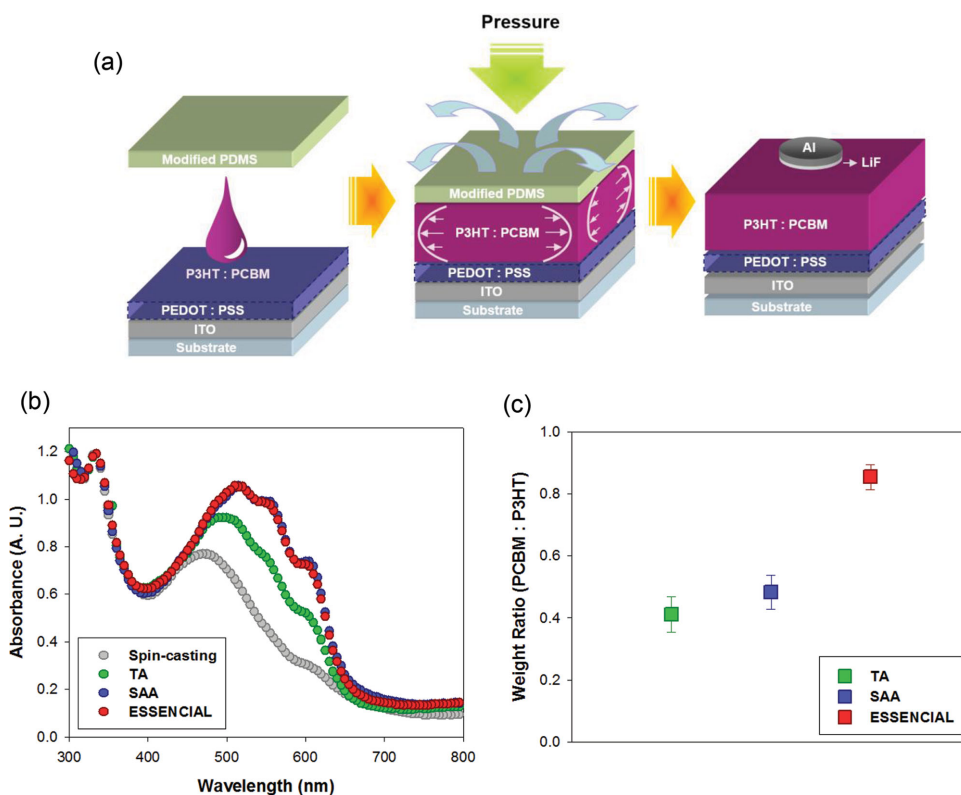 (a)
Pressure
Modified PDMS
P3HT : PCBM
PEDOT : PSS
ITO
Substrate
Modified PDMS
P3HT : PCBM
PEDOT : PSS
ITO
Substrate
Al
LiF
P3HT : PCBM
PEDOT : PSS
ITO
Substrate
(b)
Absorbance (A. U.)
1.2
1.0
0.8
0.6
0.4
0.2
0.0
Spin-casting
TA
SAA
ESSENCIAL
300 400 500 600 700 800
Wavelength (nm)
(c)
Weight Ratio (PCBM : P3HT)
1.0
0.8
0.6
0.4
0.2
0.0
TA
SAA
ESSENCIAL